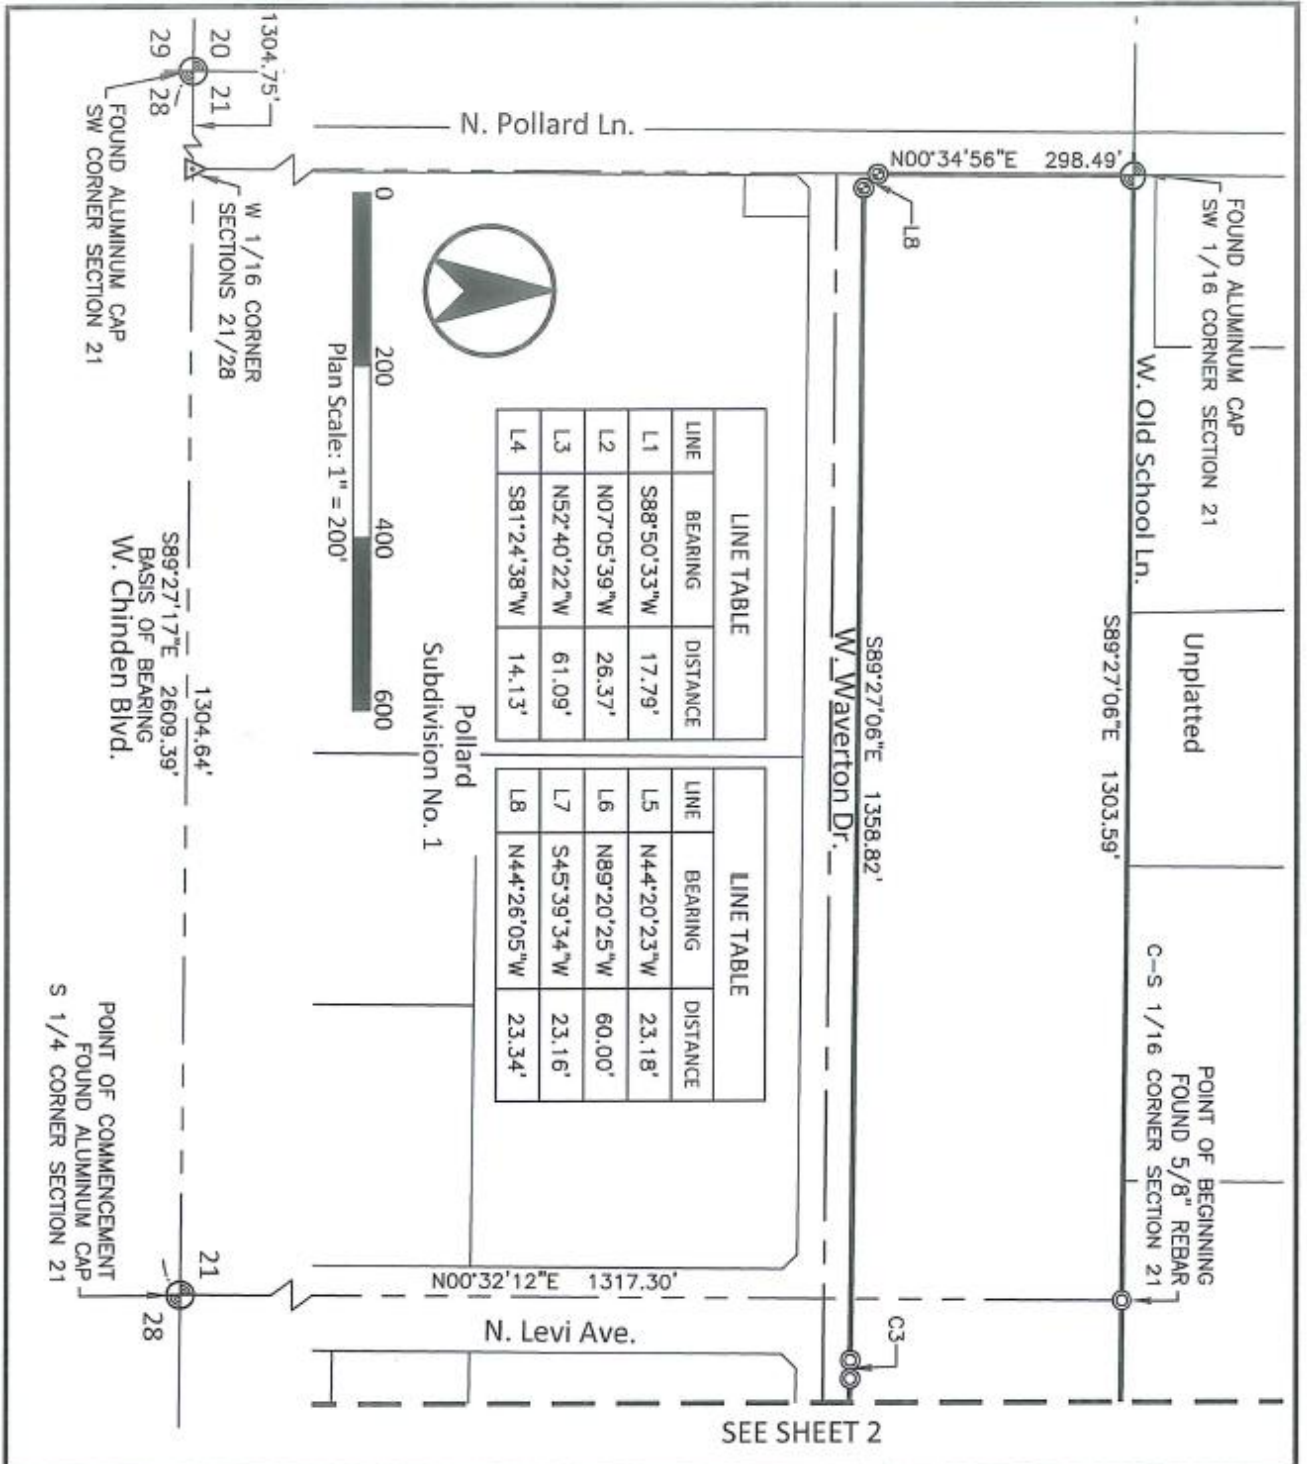 FOUND ALUMINUM CAP
SW 1/16 CORNER SECTION 21
W. Old School Ln.
Unplatted
S89°27'06"E 1303.59'
POINT OF BEGINNING
FOUND 5/8" REBAR
C-S 1/16 CORNER SECTION 21
N00°34'56"E 298.49'
L8
N. Pollard Ln.
S89°27'06"E 1358.82'
W. Waverton Dr.
C3
LINE TABLE
LINE BEARING DISTANCE
L1 S88°50'33"W 17.79'
L2 N07°05'39"W 26.37'
L3 N52°40'22"W 61.09'
L4 S81°24'38"W 14.13'
LINE TABLE
LINE BEARING DISTANCE
L5 N44°20'23"W 23.18'
L6 N89°20'25"W 60.00'
L7 S45°39'34"W 23.16'
L8 N44°26'05"W 23.34'
0 200 400 600
Plan Scale: 1" = 200'
Pollard
Subdivision No. 1
N00°32'12"E 1317.30'
N. Levi Ave.
SEE SHEET 2
1304.75'
20 21
29 28
W 1/16 CORNER
SECTIONS 21/28
FOUND ALUMINUM CAP
SW CORNER SECTION 21
1304.64'
S89°27'17"E 2609.39'
BASIS OF BEARING
W. Chinden Blvd.
21
28
POINT OF COMMENCEMENT
FOUND ALUMINUM CAP
S 1/4 CORNER SECTION 21